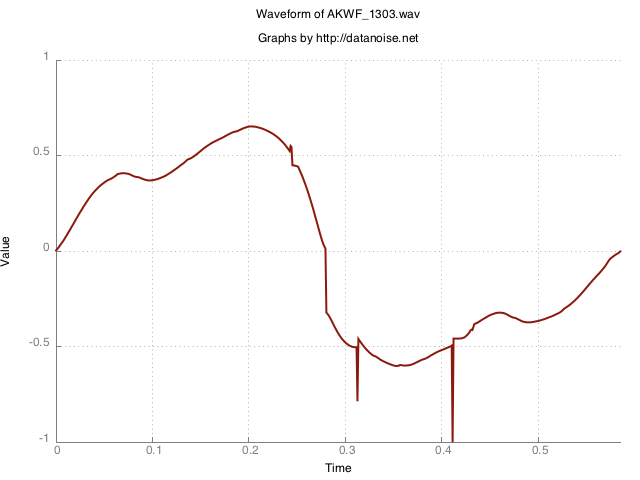 Waveform of AKWF_1303.wav
Graphs by http://datanoise.net
1
0.5
0
-0.5
-1
Value
0 0.1 0.2 0.3 0.4 0.5
Time